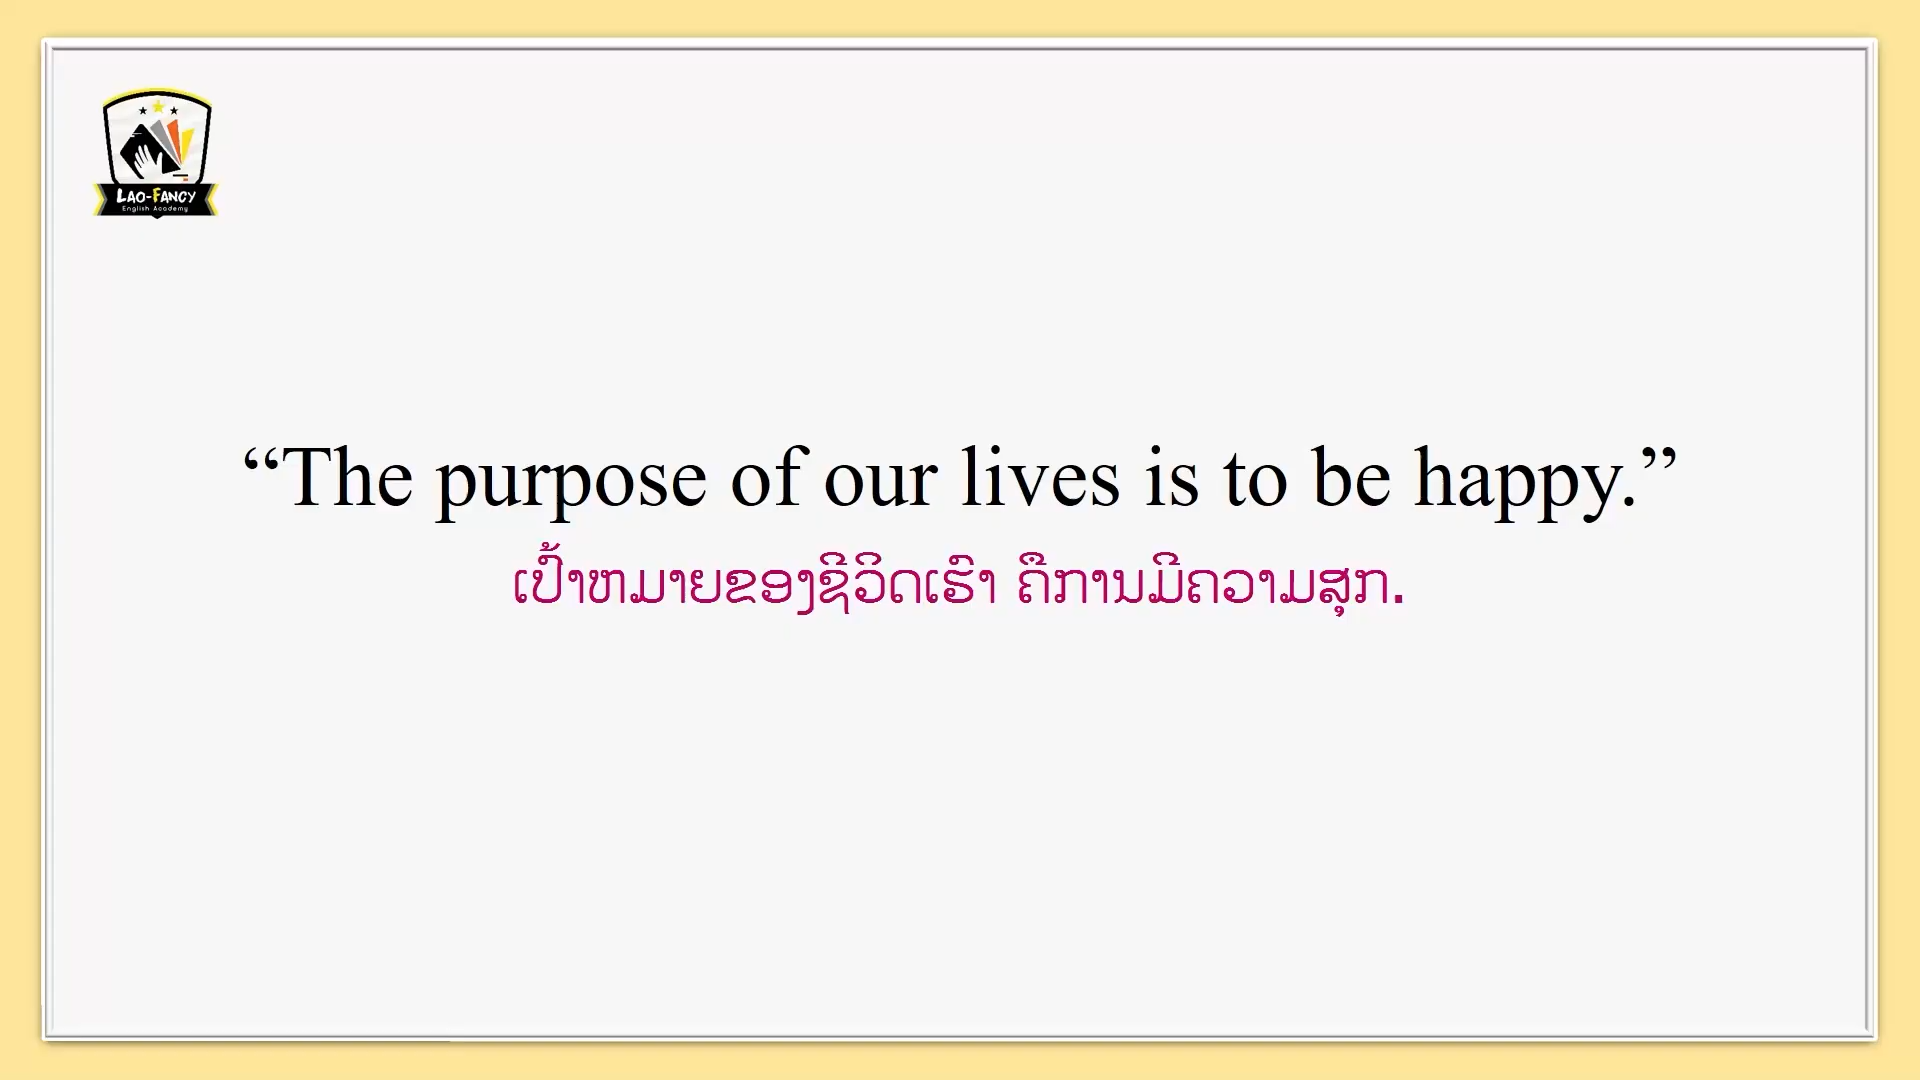 LAO-FANCY
English Academy
“The purpose of our lives is to be happy.”
ເປົ້າຫມາຍຂອງຊີວິດເຮົາ ຄືການມີຄວາມສຸກ.